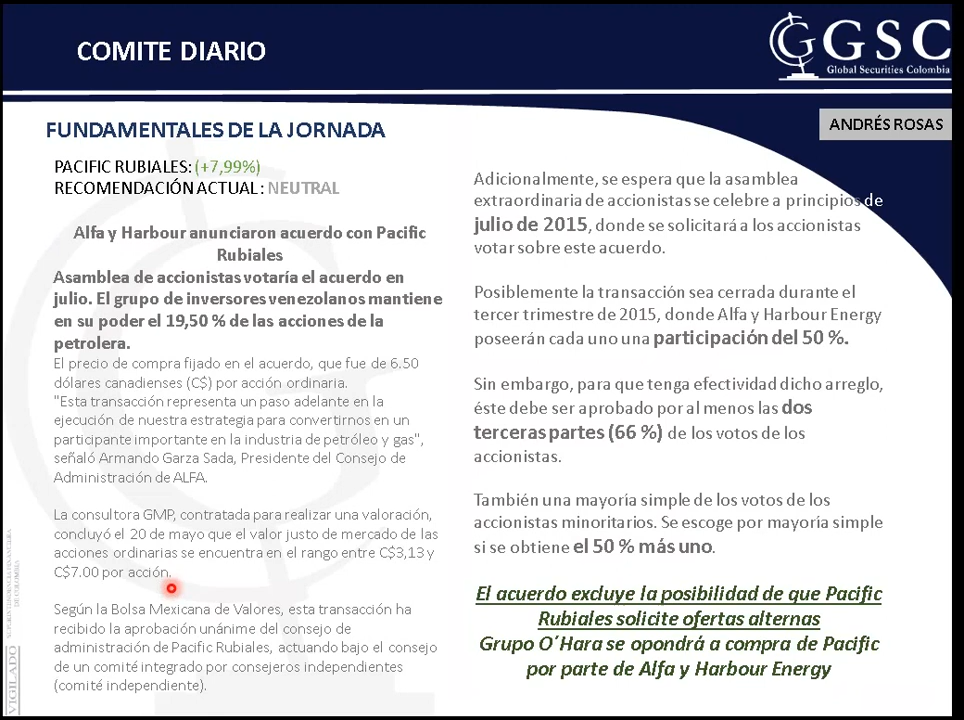 COMITE DIARIO
GSC
Global Securities Colombia
ANDRÉS ROSAS
FUNDAMENTALES DE LA JORNADA
PACIFIC RUBIALES: (+7,99%)
RECOMENDACIÓN ACTUAL : NEUTRAL
Alfa y Harbour anunciaron acuerdo con Pacific
Rubiales
Asamblea de accionistas votaría el acuerdo en
julio. El grupo de inversores venezolanos mantiene
en su poder el 19,50 % de las acciones de la
petrolera.
El precio de compra fijado en el acuerdo, que fue de 6.50
dólares canadienses (C$) por acción ordinaria.
"Esta transacción representa un paso adelante en la
ejecución de nuestra estrategia para convertirnos en un
participante importante en la industria de petróleo y gas",
señaló Armando Garza Sada, Presidente del Consejo de
Administración de ALFA.
La consultora GMP, contratada para realizar una valoración,
concluyó el 20 de mayo que el valor justo de mercado de las
acciones ordinarias se encuentra en el rango entre C$3,13 y
C$7.00 por acción.
Según la Bolsa Mexicana de Valores, esta transacción ha
recibido la aprobación unánime del consejo de
administración de Pacific Rubiales, actuando bajo el consejo
de un comité integrado por consejeros independientes
(comité independiente).
Adicionalmente, se espera que la asamblea
extraordinaria de accionistas se celebre a principios de
julio de 2015, donde se solicitará a los accionistas
votar sobre este acuerdo.
Posiblemente la transacción sea cerrada durante el
tercer trimestre de 2015, donde Alfa y Harbour Energy
poseerán cada uno una participación del 50 %.
Sin embargo, para que tenga efectividad dicho arreglo,
éste debe ser aprobado por al menos las dos
terceras partes (66 %) de los votos de los
accionistas.
También una mayoría simple de los votos de los
accionistas minoritarios. Se escoge por mayoría simple
si se obtiene el 50 % más uno.
El acuerdo excluye la posibilidad de que Pacific
Rubiales solicite ofertas alternas
Grupo O´Hara se opondrá a compra de Pacific
por parte de Alfa y Harbour Energy
VIGILADO
SUPERINTENDENCIA FINANCIERA
DE COLOMBIA